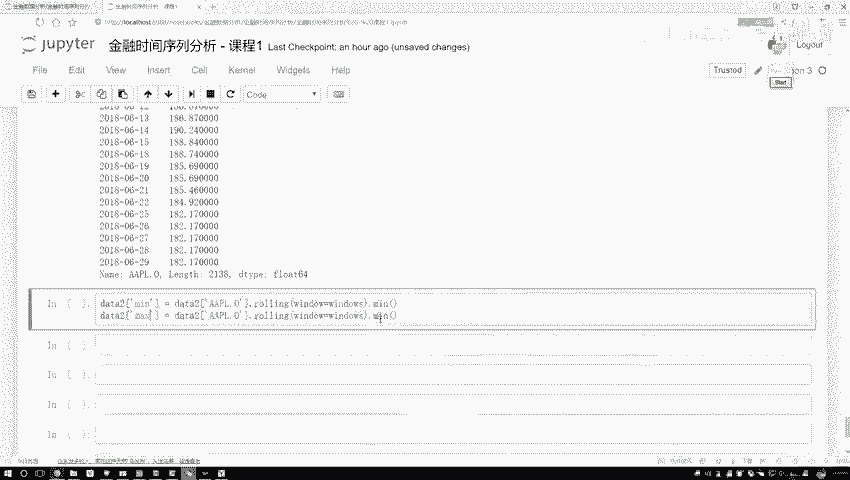 jupyter 金融时间序列分析 - 课程1 Last Checkpoint: an hour ago (unsaved changes)
Logout
File Edit View Insert Cell Kernel Widgets Help
Trusted
Code
Start
2018-06-13 186.870000
2018-06-14 190.240000
2018-06-15 188.840000
2018-06-18 188.740000
2018-06-19 185.690000
2018-06-20 185.690000
2018-06-21 185.460000
2018-06-22 184.920000
2018-06-25 182.170000
2018-06-26 182.170000
2018-06-27 182.170000
2018-06-28 182.170000
2018-06-29 182.170000
Name: AAPL.O, Length: 2138, dtype: float64
In [ ]: data2['min'] = data2['AAPL.O'].rolling(window=windows).min()
data2['max'] = data2['AAPL.O'].rolling(window=windows).min()
In [ ]:
In [ ]:
In [ ]:
In [ ]: